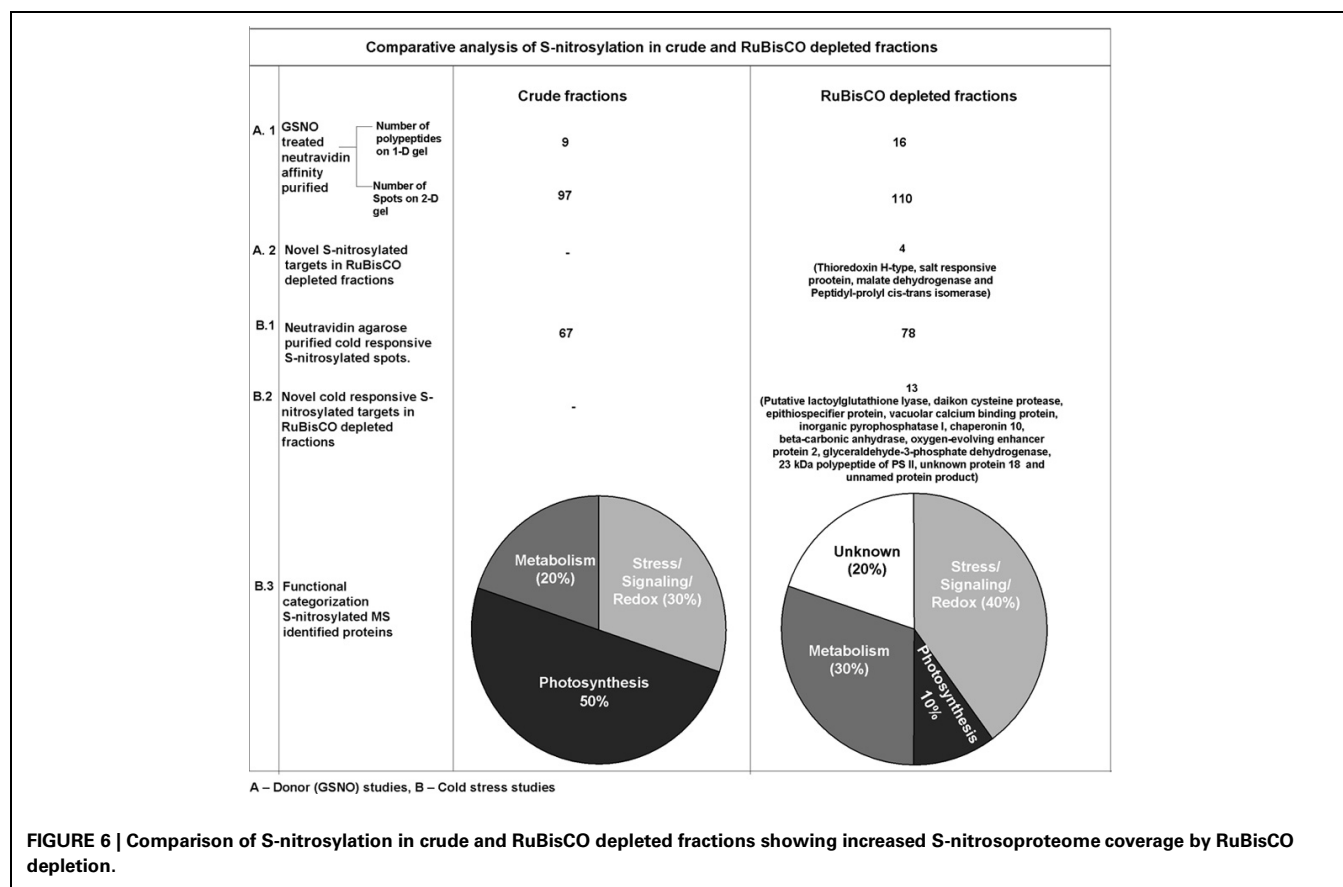 Comparative analysis of S-nitrosylation in crude and RuBisCO depleted fractions
Crude fractions
RuBisCO depleted fractions
A. 1
GSNO
treated
neutravidin
affinity
purified
Number of
polypeptides
on 1-D gel
9
16
Number of
Spots on 2-D
gel
97
110
A. 2
Novel S-nitrosylated
targets in RuBisCO
depleted fractions
-
4
(Thioredoxin H-type, salt responsive
prootein, malate dehydrogenase and
Peptidyl-prolyl cis-trans isomerase)
B.1
Neutravidin agarose
purified cold responsive
S-nitrosylated spots.
67
78
B.2
Novel cold responsive S-
nitrosylated targets in
RuBisCO depleted
fractions
-
13
(Putative lactoylglutathione lyase, daikon cysteine protease,
epithiospecifier protein, vacuolar calcium binding protein,
inorganic pyrophosphatase I, chaperonin 10,
beta-carbonic anhydrase, oxygen-evolving enhancer
protein 2, glyceraldehyde-3-phosphate dehydrogenase,
23 kDa polypeptide of PS II, unknown protein 18 and
unnamed protein product)
B.3
Functional
categorization
S-nitrosylated MS
identified proteins
Metabolism
(20%)
Stress/
Signaling/
Redox (30%)
Photosynthesis
50%
Unknown
(20%)
Stress/
Signaling/
Redox (40%)
Metabolism
(30%)
Photosynthesis
10%
A – Donor (GSNO) studies, B – Cold stress studies
FIGURE 6 | Comparison of S-nitrosylation in crude and RuBisCO depleted fractions showing increased S-nitrosoproteome coverage by RuBisCO
depletion.